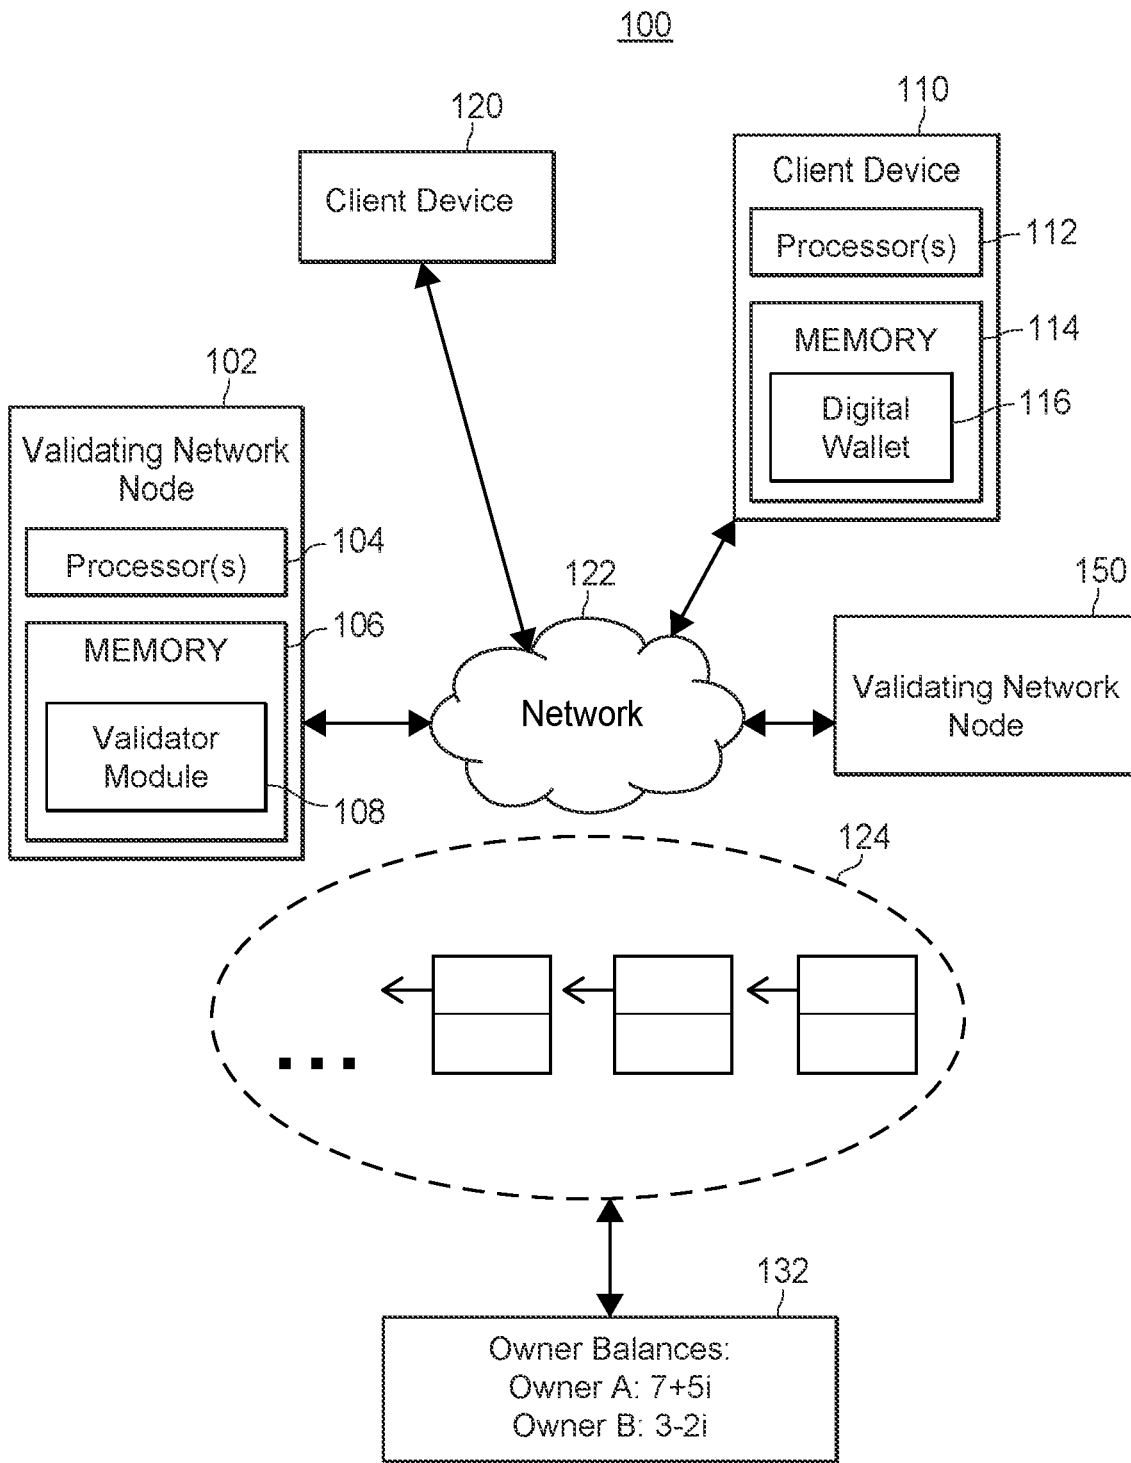 100
120
Client Device
110
Client Device
Processor(s)
112
MEMORY
114
Digital
Wallet
116
102
Validating Network
Node
Processor(s)
104
MEMORY
106
Validator
Module
108
122
Network
150
Validating Network
Node
124
132
Owner Balances:
Owner A: 7+5i
Owner B: 3-2i